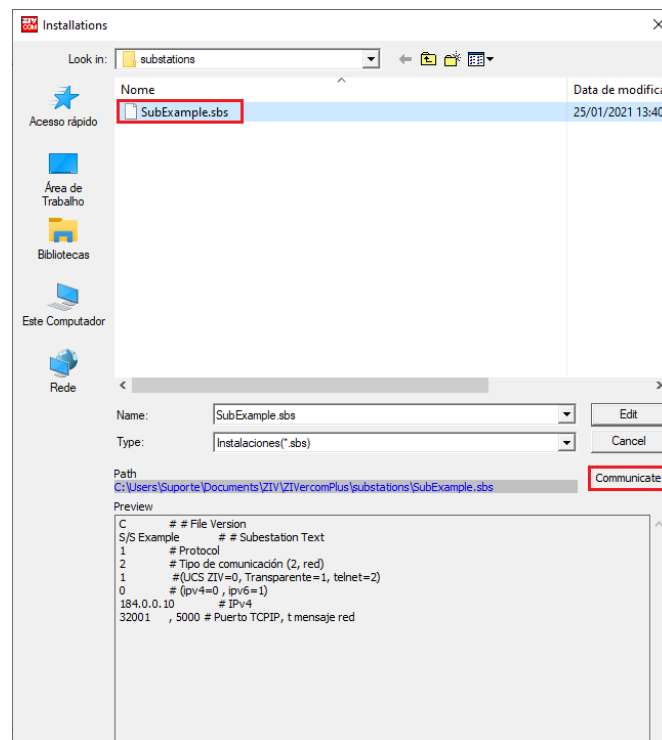 ZIV COM Installations
Look in: substations
Nome Data de modifica
SubExample.sbs 25/01/2021 13:40
Acesso rápido
Área de
Trabalho
Bibliotecas
Este Computador
Rede
Name: SubExample.sbs Edit
Type: Instalaciones(*.sbs) Cancel
Path
C:\Users\Suporte\Documents\ZIV\ZIVercomPlus\substations\SubExample.sbs Communicate
Preview
C # # File Version
S/S Example # # Subestation Text
1 # Protocol
2 # Tipo de comunicación (2, red)
1 #(UCS ZIV=0, Transparente=1, telnet=2)
0 # (ipv4=0 , ipv6=1)
184.0.0.10 # IPv4
32001 , 5000 # Puerto TCPIP, t mensaje red